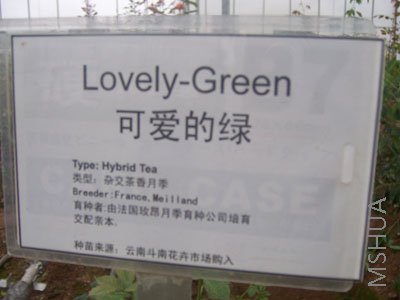 Lovely-Green
可爱的绿
Type: Hybrid Tea
类型：杂交茶香月季
Breeder:France,Meilland
育种者:由法国玫昂月季育种公司培育
交配亲本.
种苗来源：云南斗南花卉市场购入
MSHUA